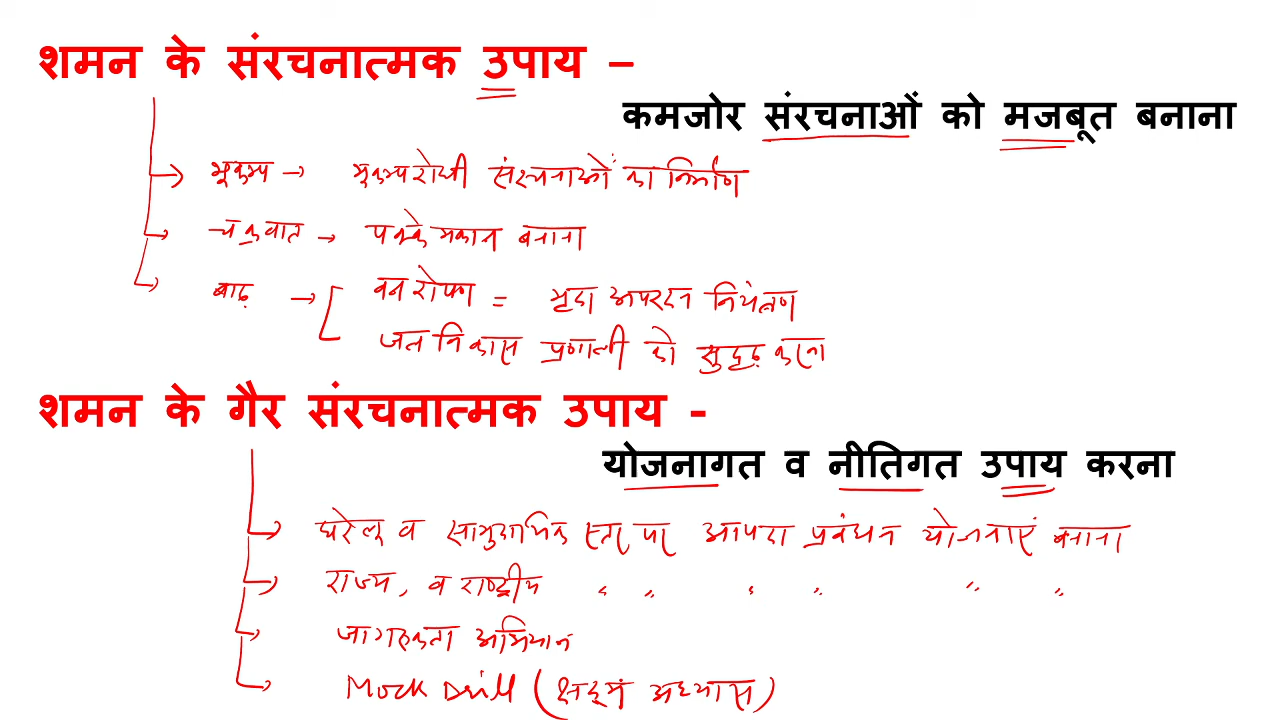 शमन के संरचनात्मक उपाय –
कमजोर संरचनाओं को मजबूत बनाना
भूकम्प → भूकम्परोधी संरचनाओं का निर्माण
चक्रवात → पक्के मकान बनाना
बाढ़ → वन रोपण = मृदा अपरदन नियंत्रण
जल निकास प्रणाली को सुदृढ़ करना
शमन के गैर संरचनात्मक उपाय -
योजनागत व नीतिगत उपाय करना
घरेलू व सामुदायिक स्तर पर आपदा प्रबंधन योजनाएं बनाना
राज्य, व राष्ट्रीय " " " " " "
जागरूकता अभियान
Mock Drill (छद्म अभ्यास)